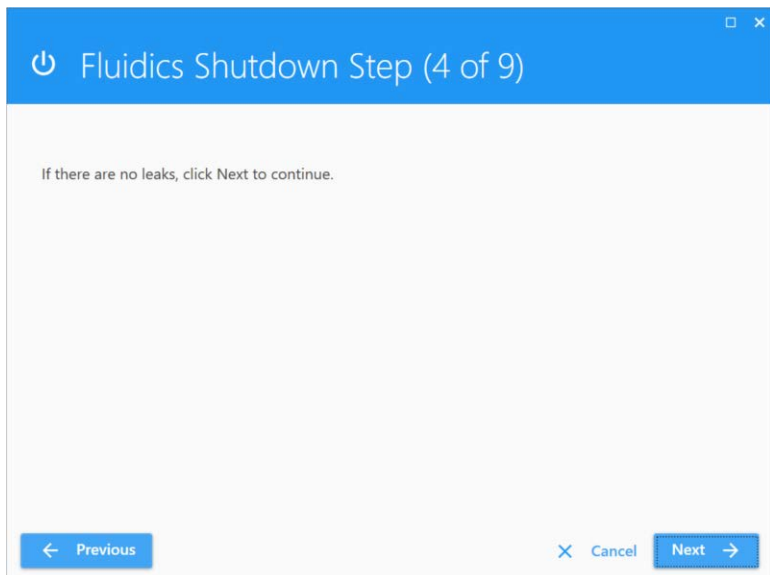 Fluidics Shutdown Step (4 of 9)
If there are no leaks, click Next to continue.
Previous
Cancel
Next